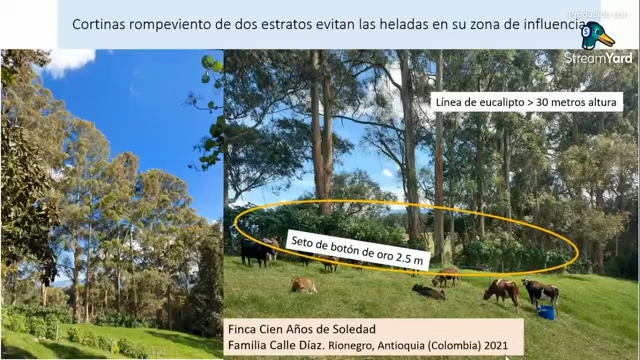 Producido con
StreamYard
Cortinas rompeviento de dos estratos evitan las heladas en su zona de influencia
Línea de eucalipto > 30 metros altura
Seto de botón de oro 2.5 m
Finca Cien Años de Soledad
Familia Calle Díaz. Rionegro, Antioquia (Colombia) 2021